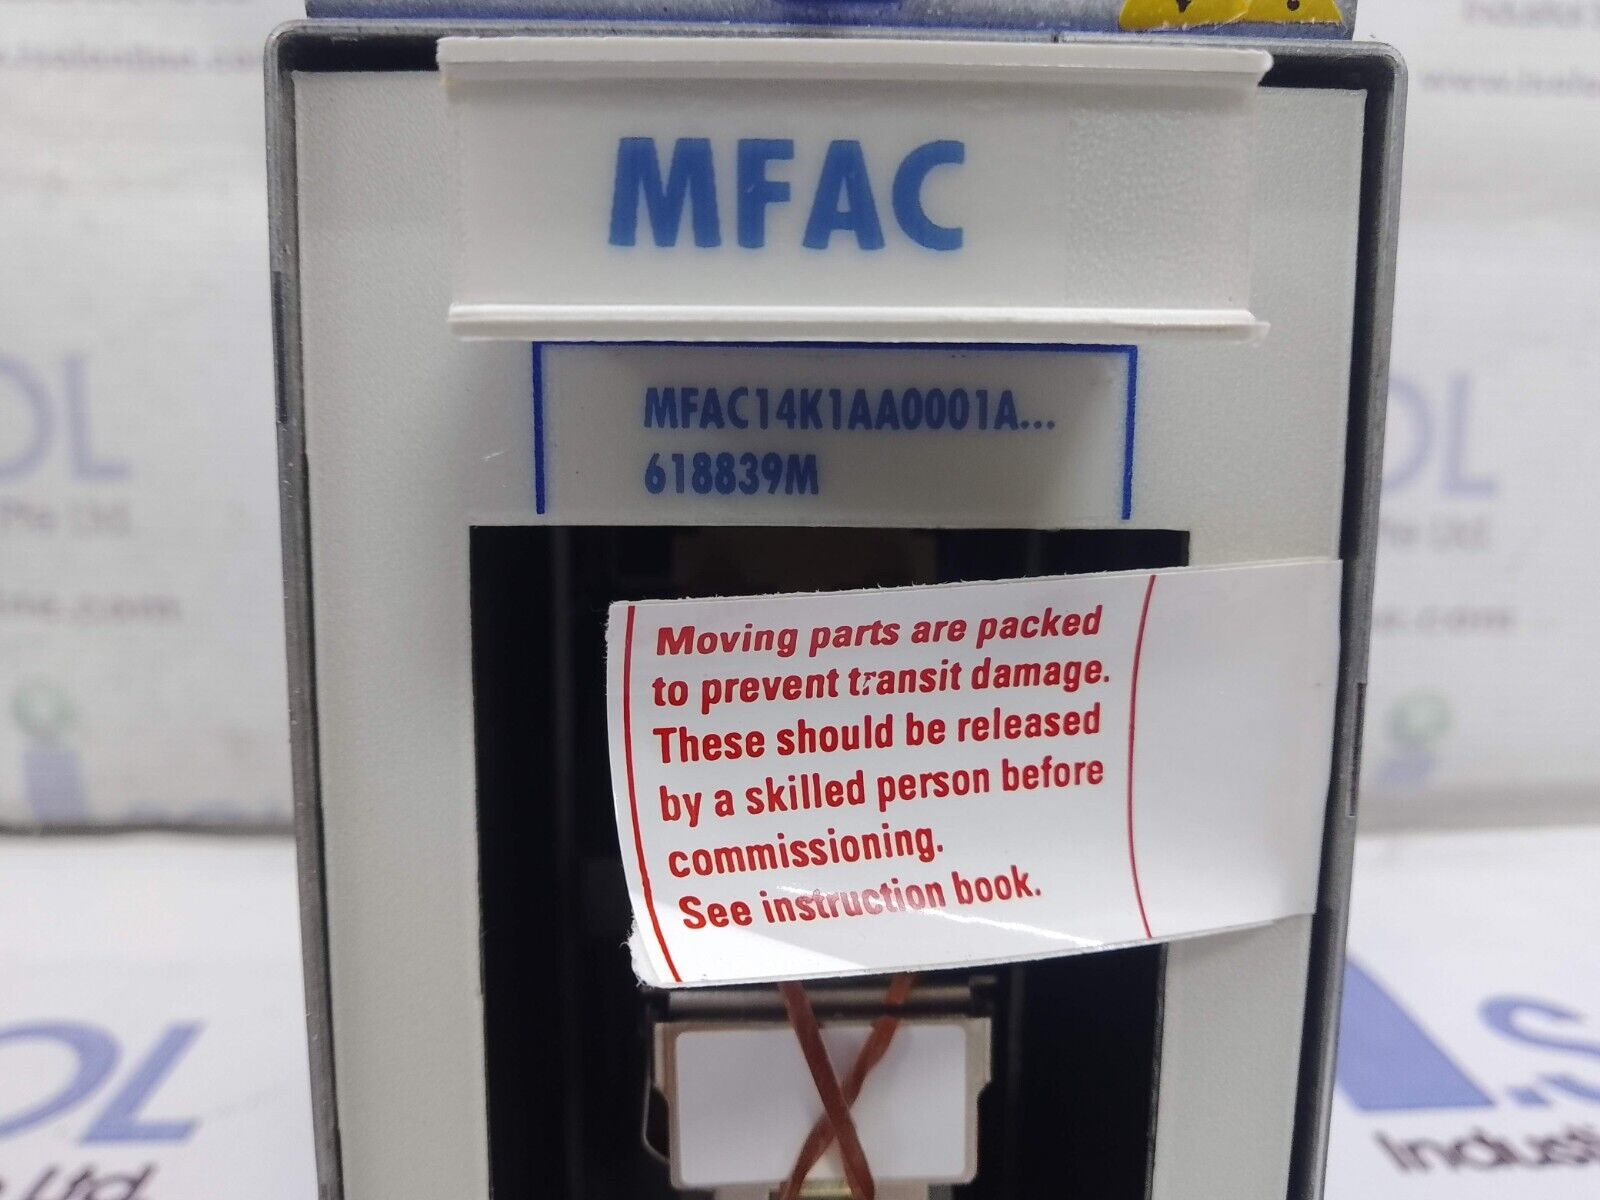 MFAC
MFAC14K1AA0001A...
618839M
Moving parts are packed
to prevent transit damage.
These should be released
by a skilled person before
commissioning.
See instruction book.